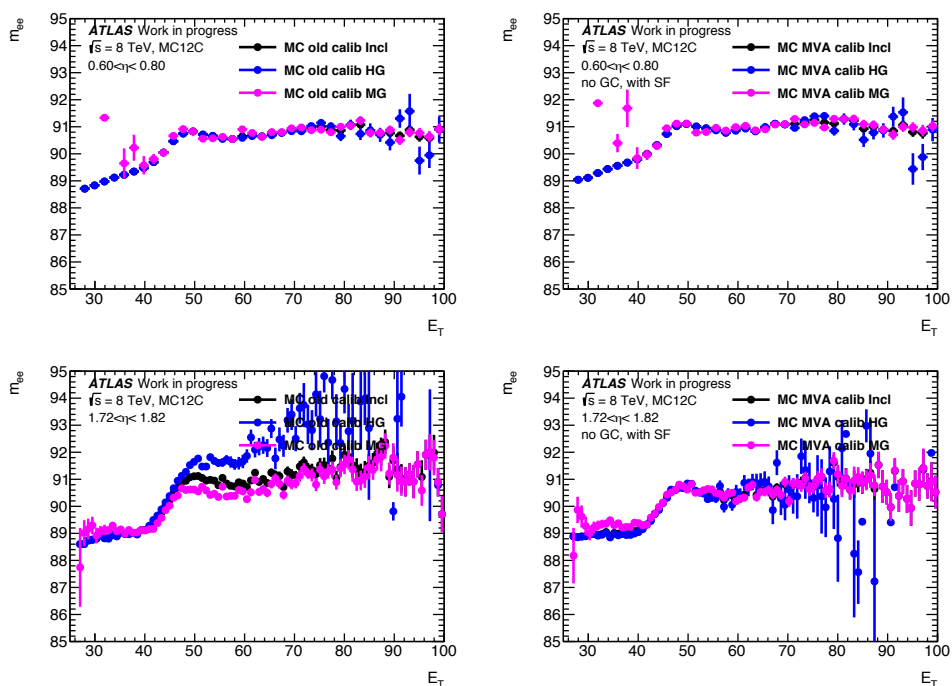 m_ee
95
94
93
92
91
90
89
88
87
86
85
ATLAS Work in progress
√s = 8 TeV, MC12C
0.60<η< 0.80
MC old calib Incl
MC old calib HG
MC old calib MG
30 40 50 60 70 80 90 100
E_T
m_ee
95
94
93
92
91
90
89
88
87
86
85
ATLAS Work in progress
√s = 8 TeV, MC12C
0.60<η< 0.80
no GC, with SF
MC MVA calib Incl
MC MVA calib HG
MC MVA calib MG
30 40 50 60 70 80 90 100
E_T
m_ee
95
94
93
92
91
90
89
88
87
86
85
ATLAS Work in progress
√s = 8 TeV, MC12C
1.72<η< 1.82
MC old calib Incl
MC old calib HG
MC old calib MG
30 40 50 60 70 80 90 100
E_T
m_ee
95
94
93
92
91
90
89
88
87
86
85
ATLAS Work in progress
√s = 8 TeV, MC12C
1.72<η< 1.82
no GC, with SF
MC MVA calib Incl
MC MVA calib HG
MC MVA calib MG
30 40 50 60 70 80 90 100
E_T